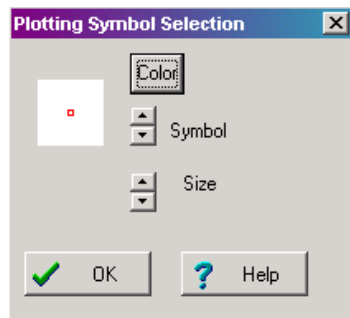 Plotting Symbol Selection
Color
Symbol
Size
OK
Help